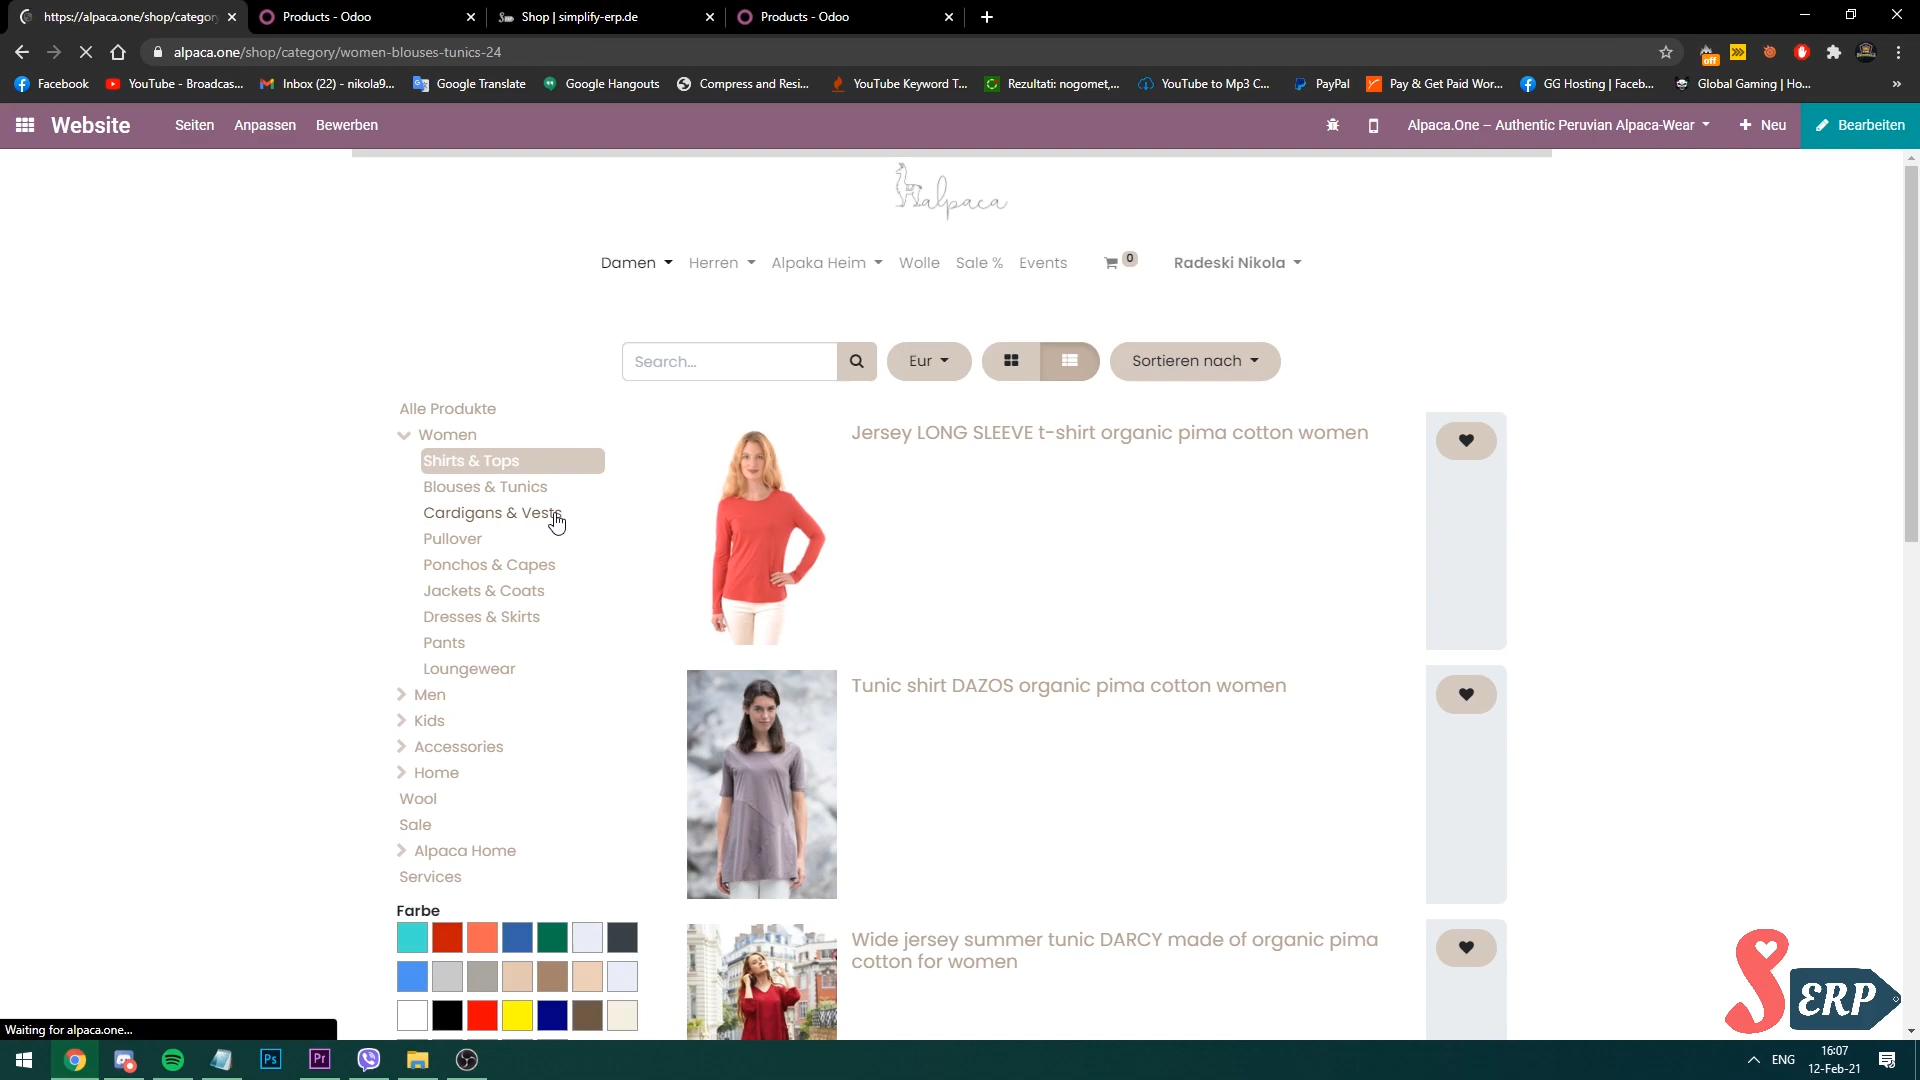 https://alpaca.one/shop/category
Products - Odoo
Shop | simplify-erp.de
Products - Odoo
alpaca.one/shop/category/women-blouses-tunics-24
off
Facebook
YouTube - Broadcas...
Inbox (22) - nikola9...
Google Translate
Google Hangouts
Compress and Resi...
YouTube Keyword T...
Rezultati: nogomet,...
YouTube to Mp3 C...
PayPal
Pay & Get Paid Wor...
GG Hosting | Faceb...
Global Gaming | Ho...
»
Website
Seiten
Anpassen
Bewerben
Alpaca.One – Authentic Peruvian Alpaca-Wear
Neu
Bearbeiten
alpaca
Damen
Herren
Alpaka Heim
Wolle
Sale %
Events
0
Radeski Nikola
Search...
Eur
Sortieren nach
Alle Produkte
Women
Shirts & Tops
Blouses & Tunics
Cardigans & Vests
Pullover
Ponchos & Capes
Jackets & Coats
Dresses & Skirts
Pants
Loungewear
Men
Kids
Accessories
Home
Wool
Sale
Alpaca Home
Services
Farbe
Jersey LONG SLEEVE t-shirt organic pima cotton women
Tunic shirt DAZOS organic pima cotton women
Wide jersey summer tunic DARCY made of organic pima
cotton for women
S ERP
Waiting for alpaca.one...
Ps
Pr
ENG
16:07
12-Feb-21